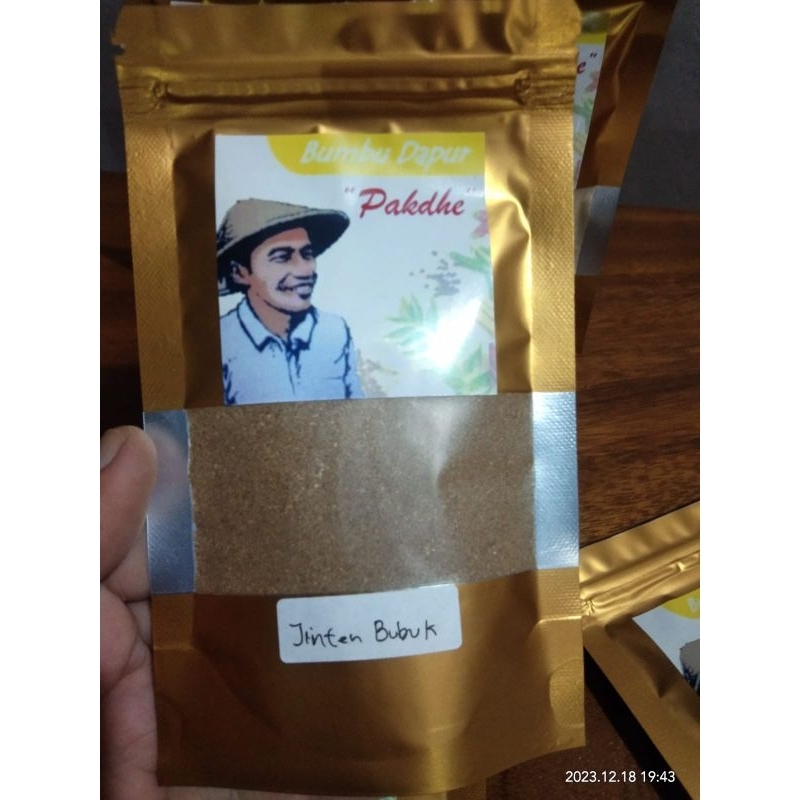 Bumbu Dapur
"Pakdhe"
e"
Jinten Bubuk
B
2023.12.18 19:43